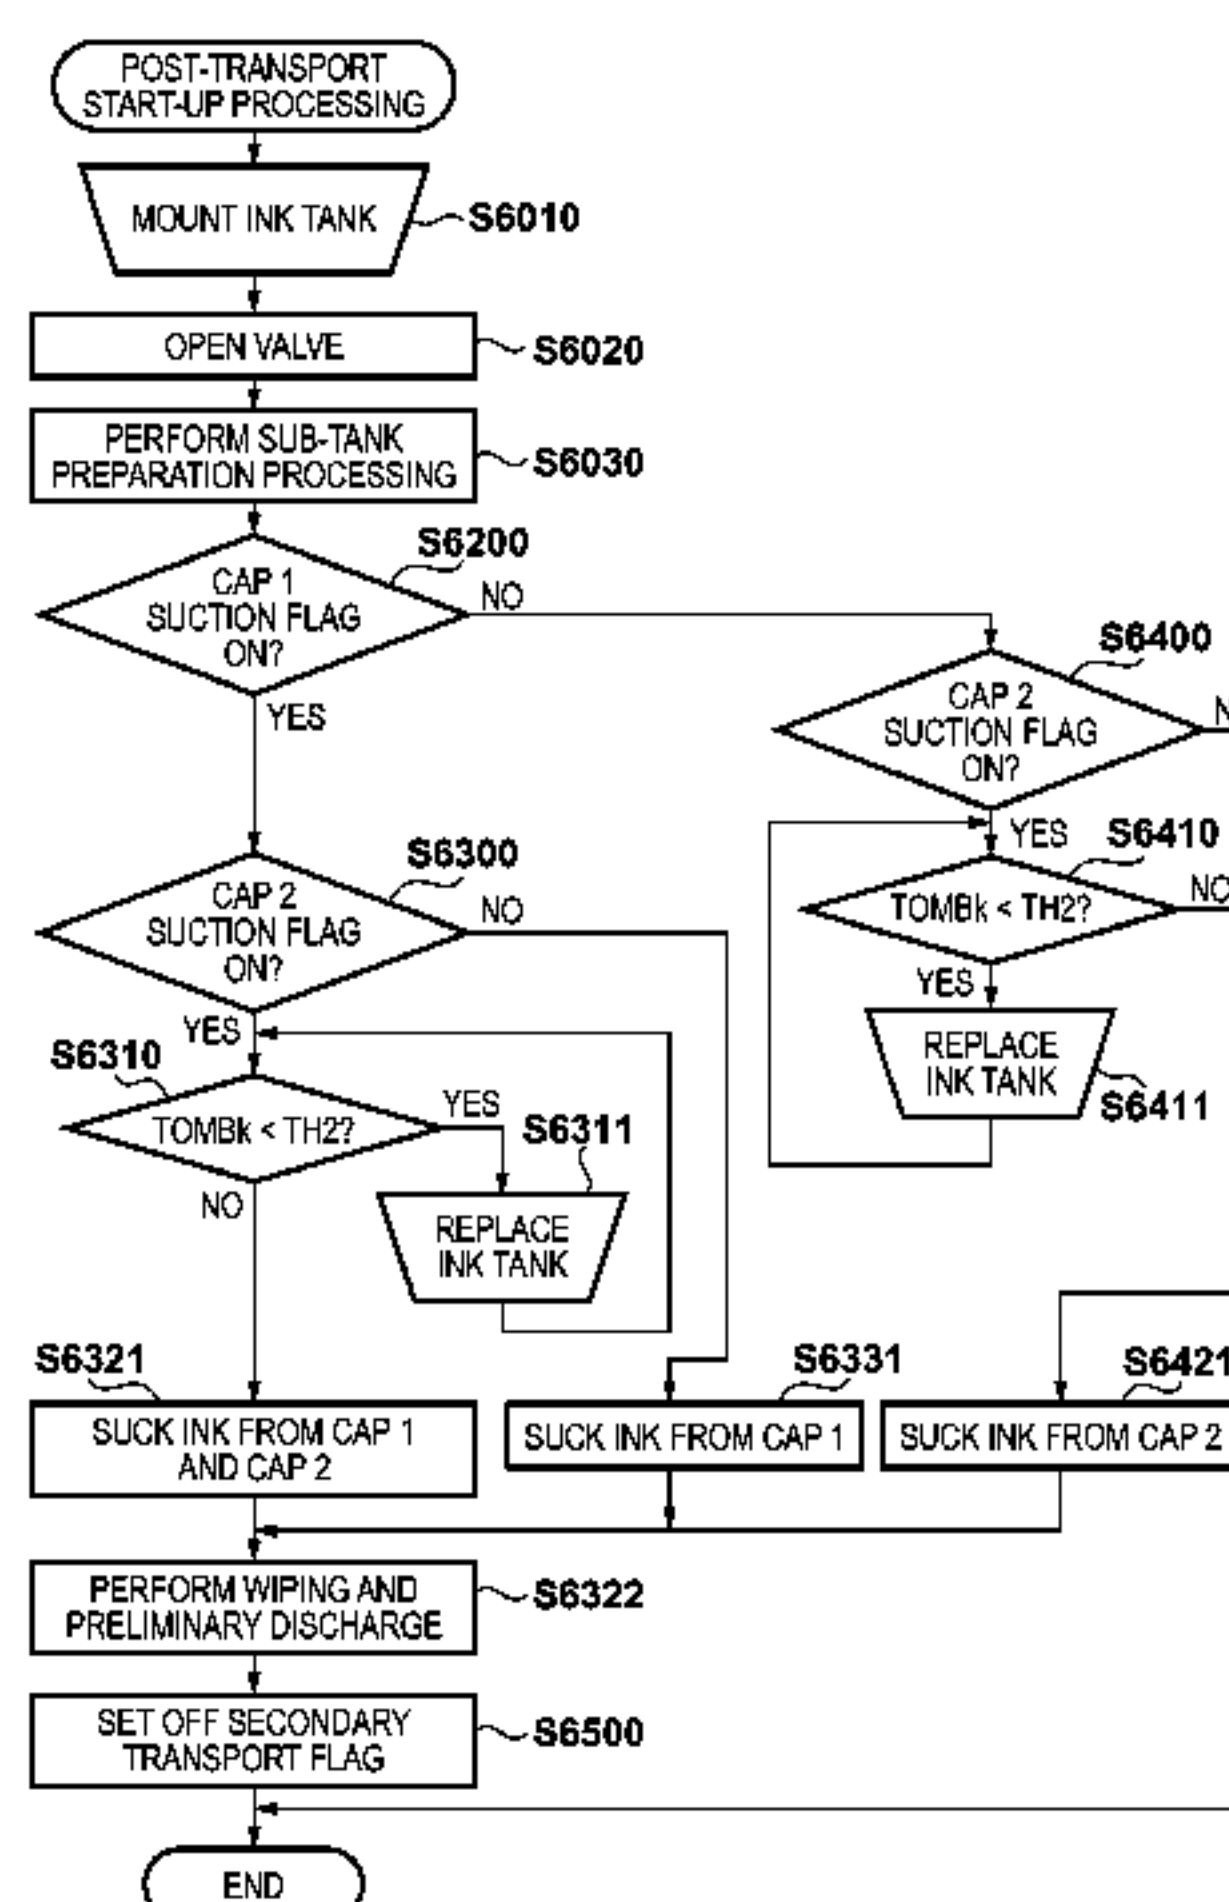 POST-TRANSPORT
START-UP PROCESSING
MOUNT INK TANK
S6010
OPEN VALVE
S6020
PERFORM SUB-TANK
PREPARATION PROCESSING
S6030
S6200
CAP 1
SUCTION FLAG
ON?
NO
YES
S6400
CAP 2
SUCTION FLAG
ON?
N
YES
S6410
TOMBk < TH2?
NO
YES
REPLACE
INK TANK
S6411
S6300
CAP 2
SUCTION FLAG
ON?
NO
YES
S6310
TOMBk < TH2?
YES
NO
S6311
REPLACE
INK TANK
S6321
SUCK INK FROM CAP 1
AND CAP 2
S6331
SUCK INK FROM CAP 1
S6421
SUCK INK FROM CAP 2
PERFORM WIPING AND
PRELIMINARY DISCHARGE
S6322
SET OFF SECONDARY
TRANSPORT FLAG
S6500
END